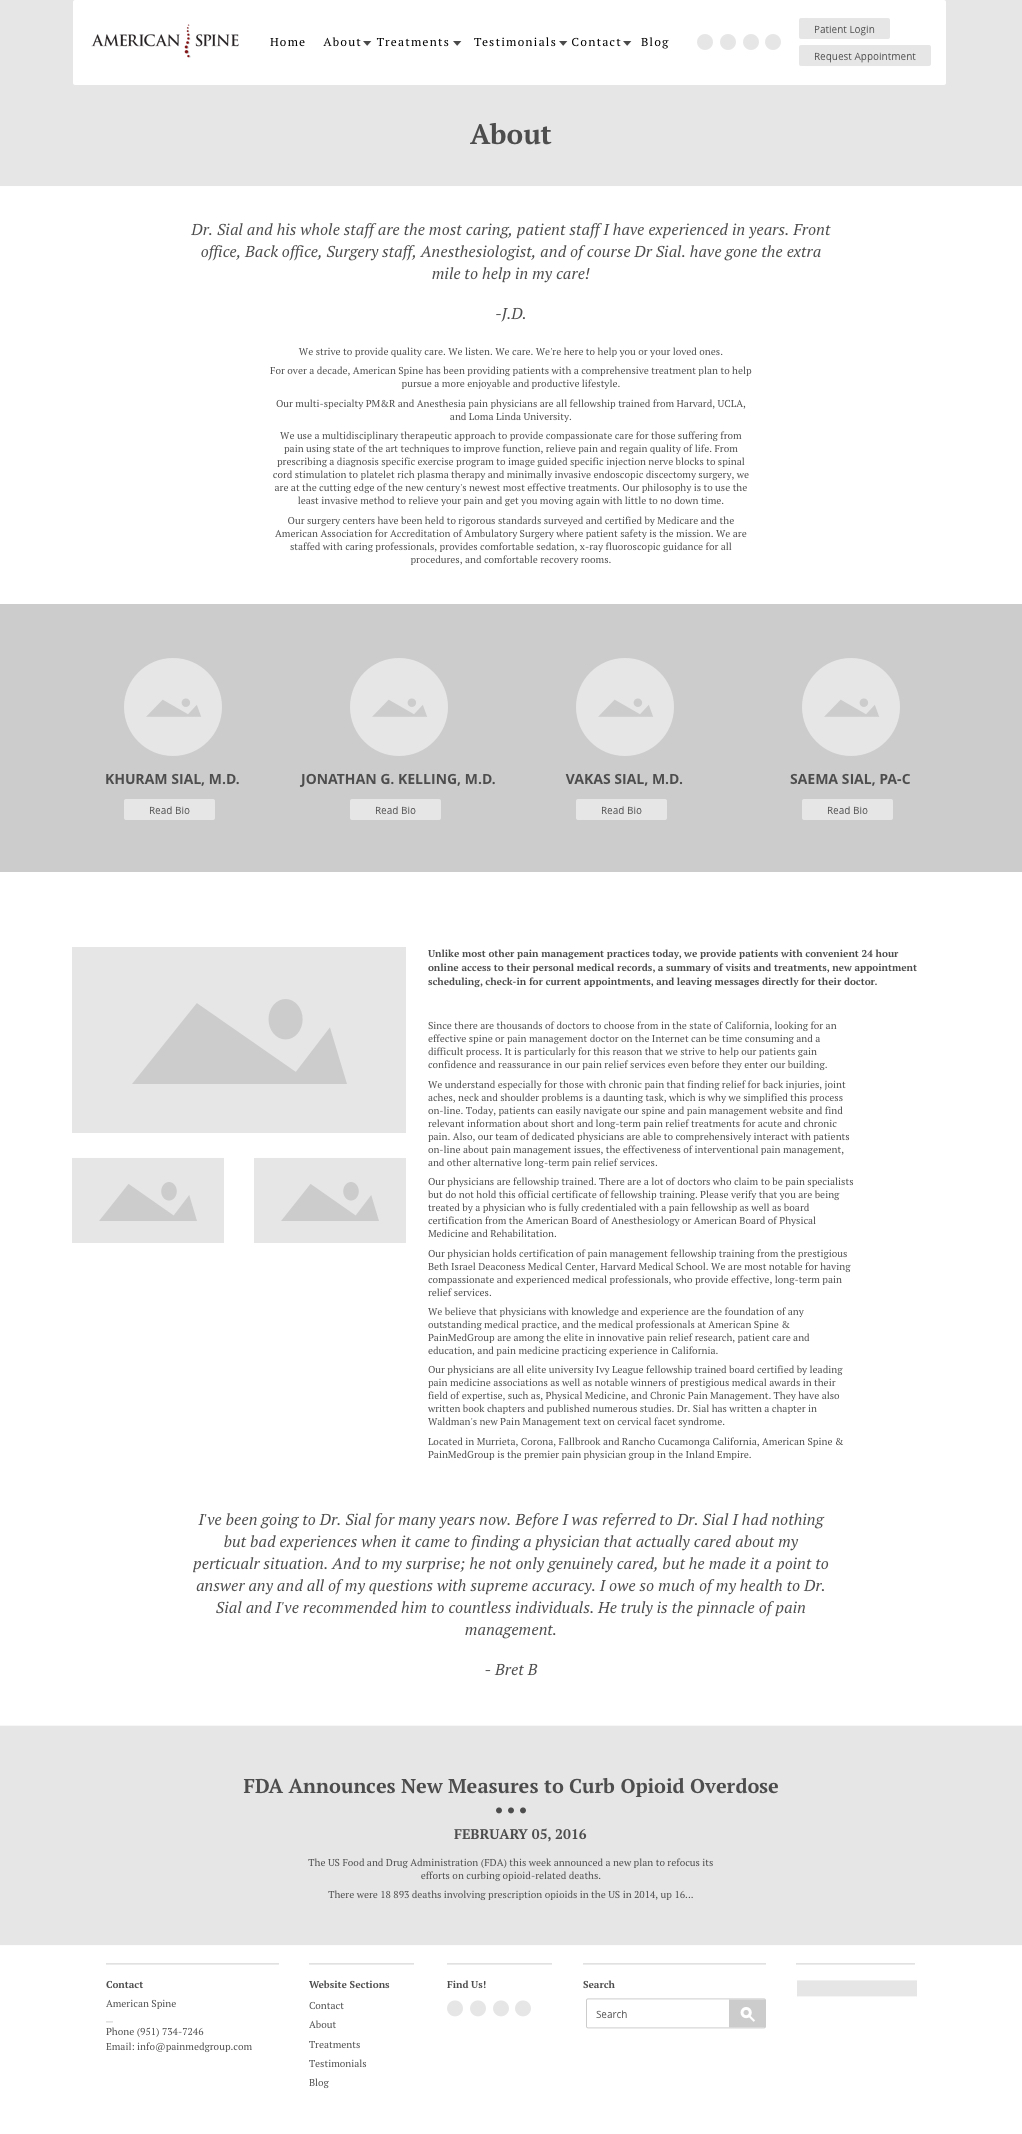 AMERICAN SPINE
Home About Treatments Testimonials Contact Blog
Patient Login
Request Appointment
About
Dr. Sial and his whole staff are the most caring, patient staff I have experienced in years. Front
office, Back office, Surgery staff, Anesthesiologist, and of course Dr Sial. have gone the extra
mile to help in my care!
-J.D.
We strive to provide quality care. We listen. We care. We're here to help you or your loved ones.
For over a decade, American Spine has been providing patients with a comprehensive treatment plan to help
pursue a more enjoyable and productive lifestyle.
Our multi-specialty PM&R and Anesthesia pain physicians are all fellowship trained from Harvard, UCLA,
and Loma Linda University.
We use a multidisciplinary therapeutic approach to provide compassionate care for those suffering from
pain using state of the art techniques to improve function, relieve pain and regain quality of life. From
prescribing a diagnosis specific exercise program to image guided specific injection nerve blocks to spinal
cord stimulation to platelet rich plasma therapy and minimally invasive endoscopic discectomy surgery, we
are at the cutting edge of the new century's newest most effective treatments. Our philosophy is to use the
least invasive method to relieve your pain and get you moving again with little to no down time.
Our surgery centers have been held to rigorous standards surveyed and certified by Medicare and the
American Association for Accreditation of Ambulatory Surgery where patient safety is the mission. We are
staffed with caring professionals, provides comfortable sedation, x-ray fluoroscopic guidance for all
procedures, and comfortable recovery rooms.
KHURAM SIAL, M.D.
Read Bio
JONATHAN G. KELLING, M.D.
Read Bio
VAKAS SIAL, M.D.
Read Bio
SAEMA SIAL, PA-C
Read Bio
Unlike most other pain management practices today, we provide patients with convenient 24 hour
online access to their personal medical records, a summary of visits and treatments, new appointment
scheduling, check-in for current appointments, and leaving messages directly for their doctor.
Since there are thousands of doctors to choose from in the state of California, looking for an
effective spine or pain management doctor on the Internet can be time consuming and a
difficult process. It is particularly for this reason that we strive to help our patients gain
confidence and reassurance in our pain relief services even before they enter our building.
We understand especially for those with chronic pain that finding relief for back injuries, joint
aches, neck and shoulder problems is a daunting task, which is why we simplified this process
on-line. Today, patients can easily navigate our spine and pain management website and find
relevant information about short and long-term pain relief treatments for acute and chronic
pain. Also, our team of dedicated physicians are able to comprehensively interact with patients
on-line about pain management issues, the effectiveness of interventional pain management,
and other alternative long-term pain relief services.
Our physicians are fellowship trained. There are a lot of doctors who claim to be pain specialists
but do not hold this official certificate of fellowship training. Please verify that you are being
treated by a physician who is fully credentialed with a pain fellowship as well as board
certification from the American Board of Anesthesiology or American Board of Physical
Medicine and Rehabilitation.
Our physician holds certification of pain management fellowship training from the prestigious
Beth Israel Deaconess Medical Center, Harvard Medical School. We are most notable for having
compassionate and experienced medical professionals, who provide effective, long-term pain
relief services.
We believe that physicians with knowledge and experience are the foundation of any
outstanding medical practice, and the medical professionals at American Spine &
PainMedGroup are among the elite in innovative pain relief research, patient care and
education, and pain medicine practicing experience in California.
Our physicians are all elite university Ivy League fellowship trained board certified by leading
pain medicine associations as well as notable winners of prestigious medical awards in their
field of expertise, such as, Physical Medicine, and Chronic Pain Management. They have also
written book chapters and published numerous studies. Dr. Sial has written a chapter in
Waldman's new Pain Management text on cervical facet syndrome.
Located in Murrieta, Corona, Fallbrook and Rancho Cucamonga California, American Spine &
PainMedGroup is the premier pain physician group in the Inland Empire.
I've been going to Dr. Sial for many years now. Before I was referred to Dr. Sial I had nothing
but bad experiences when it came to finding a physician that actually cared about my
perticualr situation. And to my surprise; he not only genuinely cared, but he made it a point to
answer any and all of my questions with supreme accuracy. I owe so much of my health to Dr.
Sial and I've recommended him to countless individuals. He truly is the pinnacle of pain
management.
- Bret B
FDA Announces New Measures to Curb Opioid Overdose
FEBRUARY 05, 2016
The US Food and Drug Administration (FDA) this week announced a new plan to refocus its
efforts on curbing opioid-related deaths.
There were 18 893 deaths involving prescription opioids in the US in 2014, up 16...
Contact
American Spine
Phone (951) 734-7246
Email: info@painmedgroup.com
Website Sections
Contact
About
Treatments
Testimonials
Blog
Find Us!
Search
Search